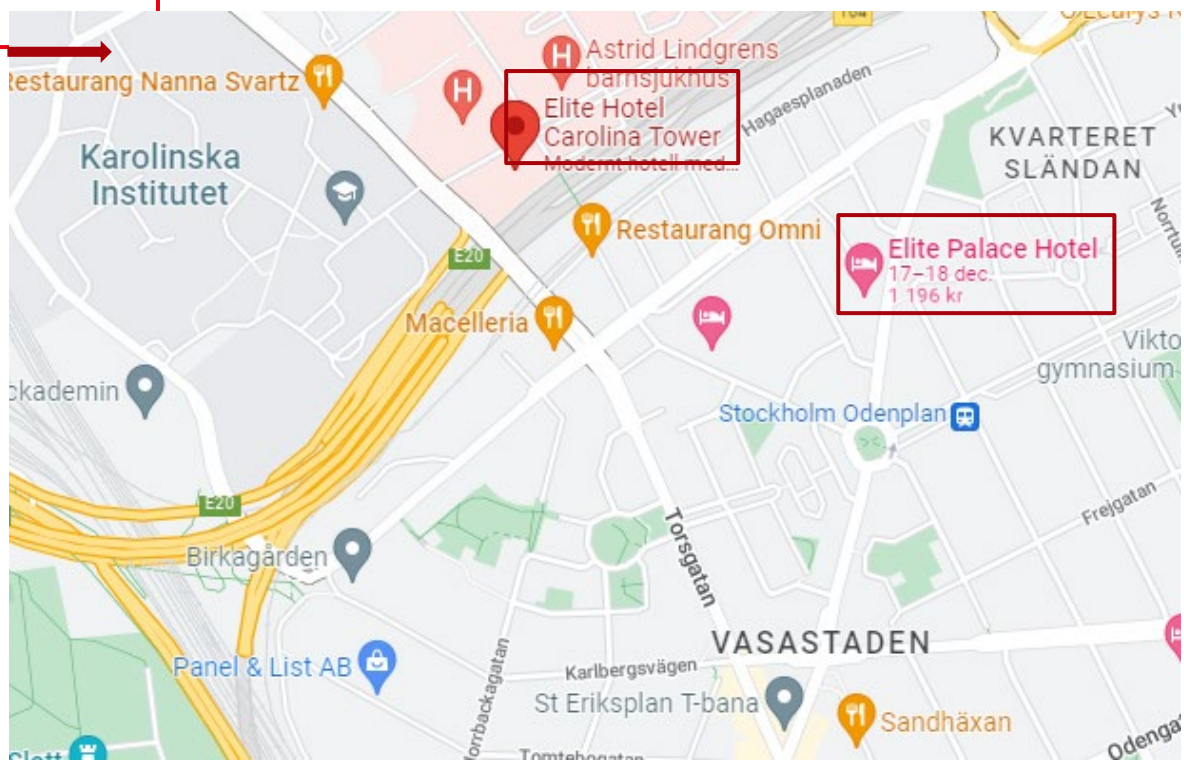 O'Learys N
Astrid Lindgrens
barnsjukhus
Restaurang Nanna Svartz
H
H
Elite Hotel
Carolina Tower
Modernt hotell med...
Hagaesplanaden
KVARTERET
SLÄNDAN
Karolinska
Institutet
Restaurang Omni
E20
Elite Palace Hotel
17–18 dec.
1 196 kr
Macelleria
Vikto
gymnasium
ckademin
Stockholm Odenplan
E20
Frejgatan
Torsgatan
Birkagården
VASASTADEN
Panel & List AB
Karlbergsvägen
St Eriksplan T-bana
Sandhäxan
Norrbackagatan
Odenga
Slott
Tomtebogatan